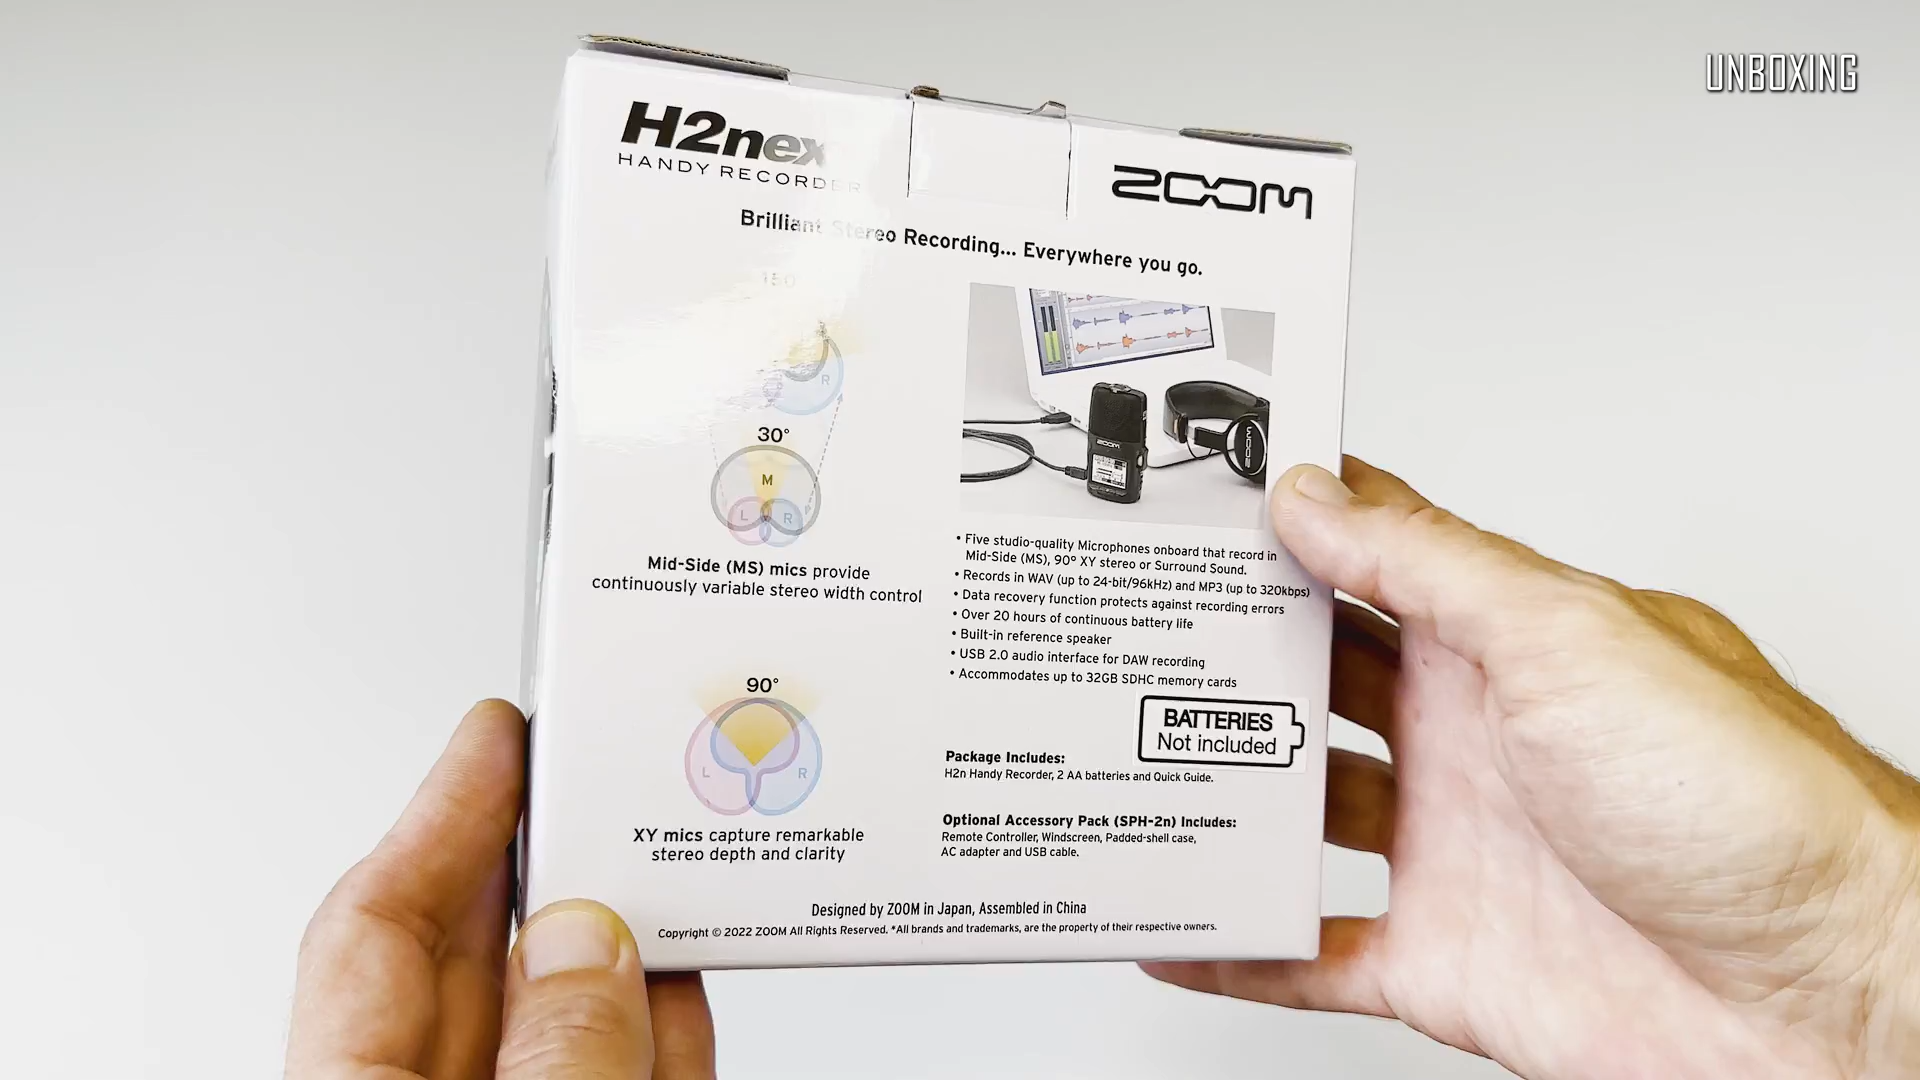 UNBOXING
H2nex
HANDY RECORDER
ZOOM
Brilliant Stereo Recording... Everywhere you go.
150
R
30°
M
L R
Mid-Side (MS) mics provide
continuously variable stereo width control
90°
L R
XY mics capture remarkable
stereo depth and clarity
ZOOM
ZOOM
• Five studio-quality Microphones onboard that record in
Mid-Side (MS), 90° XY stereo or Surround Sound.
• Records in WAV (up to 24-bit/96kHz) and MP3 (up to 320kbps)
• Data recovery function protects against recording errors
• Over 20 hours of continuous battery life
• Built-in reference speaker
• USB 2.0 audio interface for DAW recording
• Accommodates up to 32GB SDHC memory cards
BATTERIES
Not included
Package Includes:
H2n Handy Recorder, 2 AA batteries and Quick Guide.
Optional Accessory Pack (SPH-2n) Includes:
Remote Controller, Windscreen, Padded-shell case,
AC adapter and USB cable.
Designed by ZOOM in Japan, Assembled in China
Copyright © 2022 ZOOM All Rights Reserved. *All brands and trademarks, are the property of their respective owners.